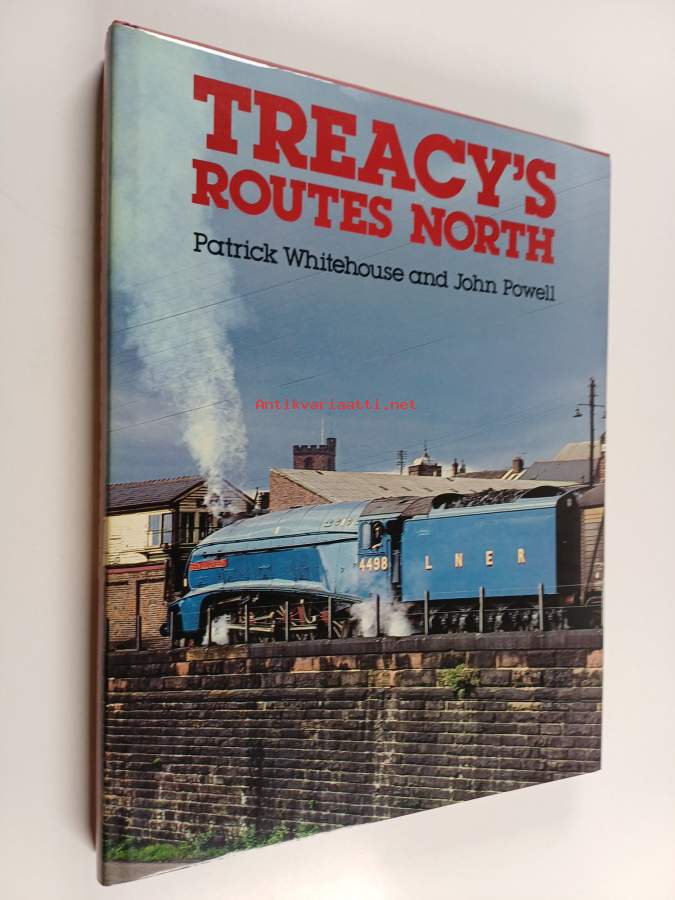 TREACY'S
ROUTES NORTH
Patrick Whitehouse and John Powell
Antikvariaatti.net
4498
L N E R